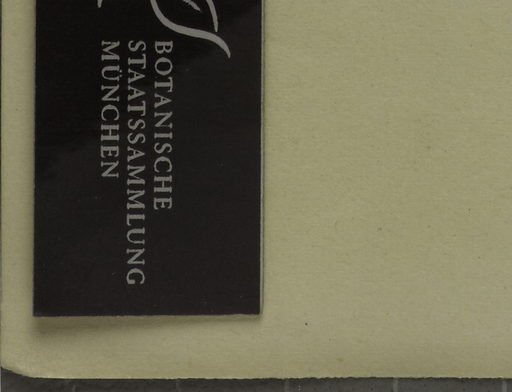 BOTANISCHE
STAATSSAMMLUNG
MÜNCHEN